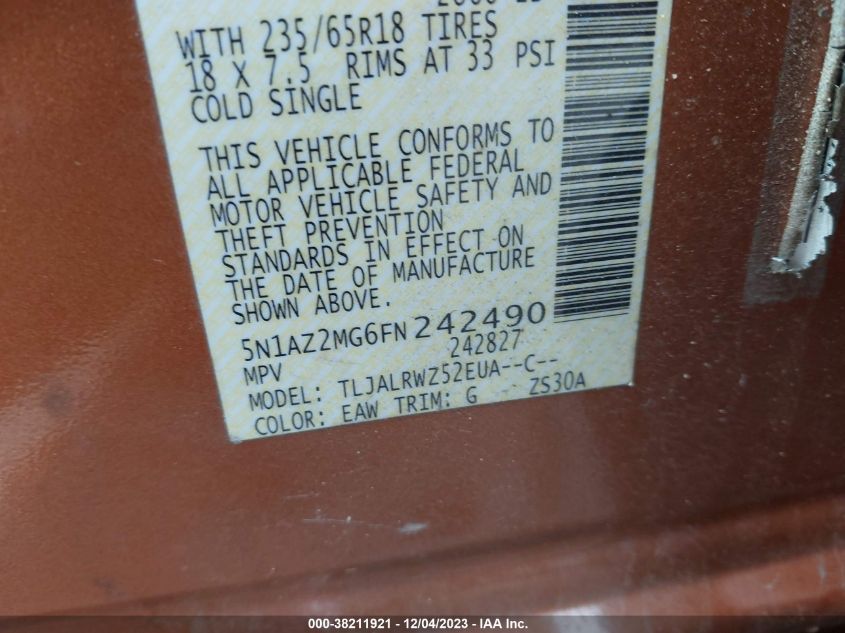 WITH 235/65R18 TIRES
18 X 7.5 RIMS AT 33 PSI
COLD SINGLE
THIS VEHICLE CONFORMS TO
ALL APPLICABLE FEDERAL
MOTOR VEHICLE SAFETY AND
THEFT PREVENTION
STANDARDS IN EFFECT ON
THE DATE OF MANUFACTURE
SHOWN ABOVE.
5N1AZ2MG6FN242490
MPV 242827
MODEL: TLJALRWZ52EUA--C--
COLOR: EAW TRIM: G ZS30A
000-38211921 - 12/04/2023 - IAA Inc.